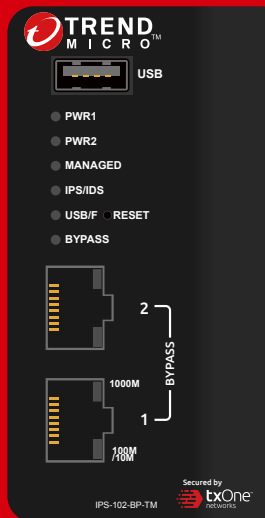 TREND
MICRO™
USB
PWR1
PWR2
MANAGED
IPS/IDS
USB/F RESET
BYPASS
2
BYPASS
1000M
1
100M
/10M
Secured by
txOne
networks
IPS-102-BP-TM